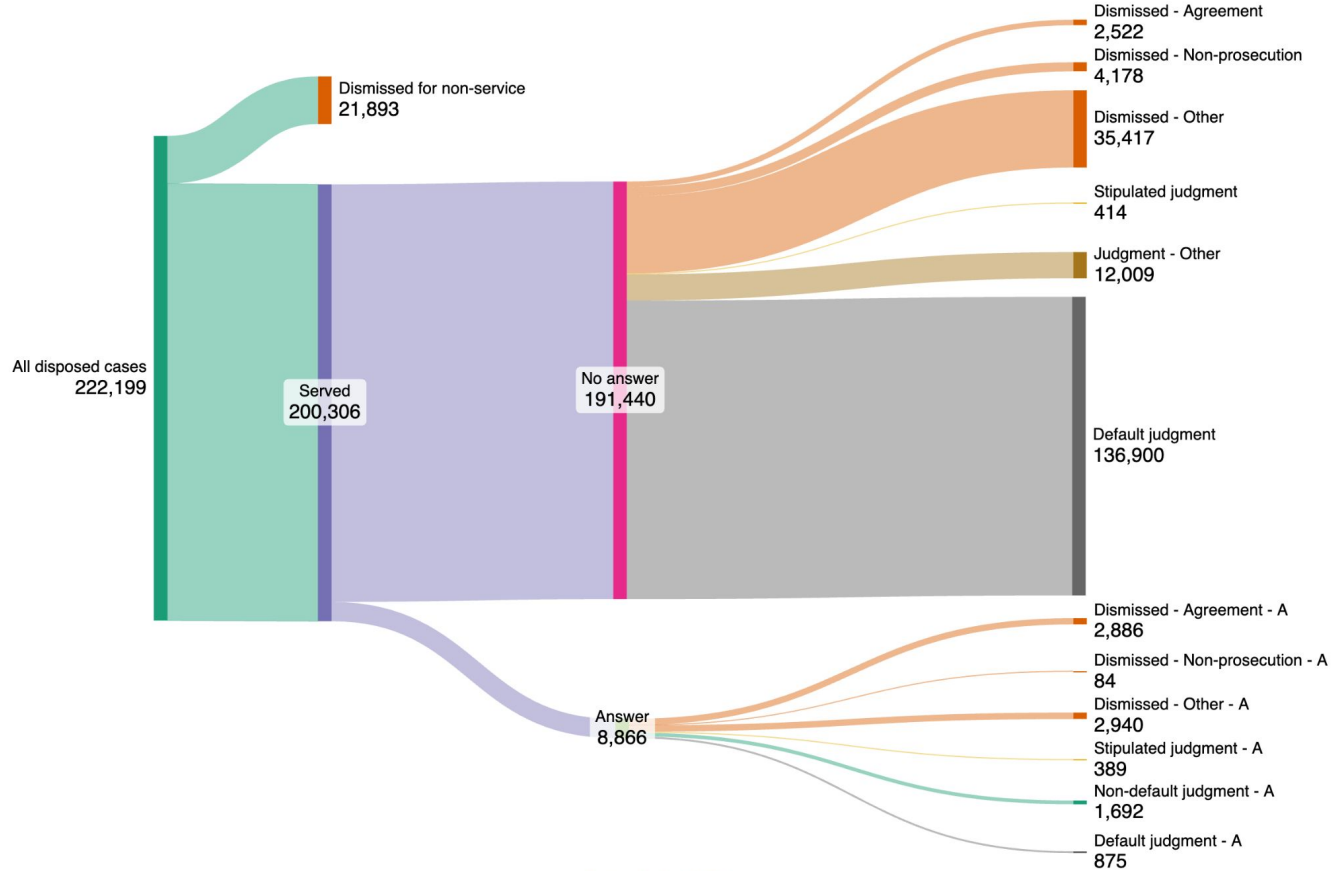 All disposed cases
222,199
Dismissed for non-service
21,893
Served
200,306
No answer
191,440
Answer
8,866
Dismissed - Agreement
2,522
Dismissed - Non-prosecution
4,178
Dismissed - Other
35,417
Stipulated judgment
414
Judgment - Other
12,009
Default judgment
136,900
Dismissed - Agreement - A
2,886
Dismissed - Non-prosecution - A
84
Dismissed - Other - A
2,940
Stipulated judgment - A
389
Non-default judgment - A
1,692
Default judgment - A
875